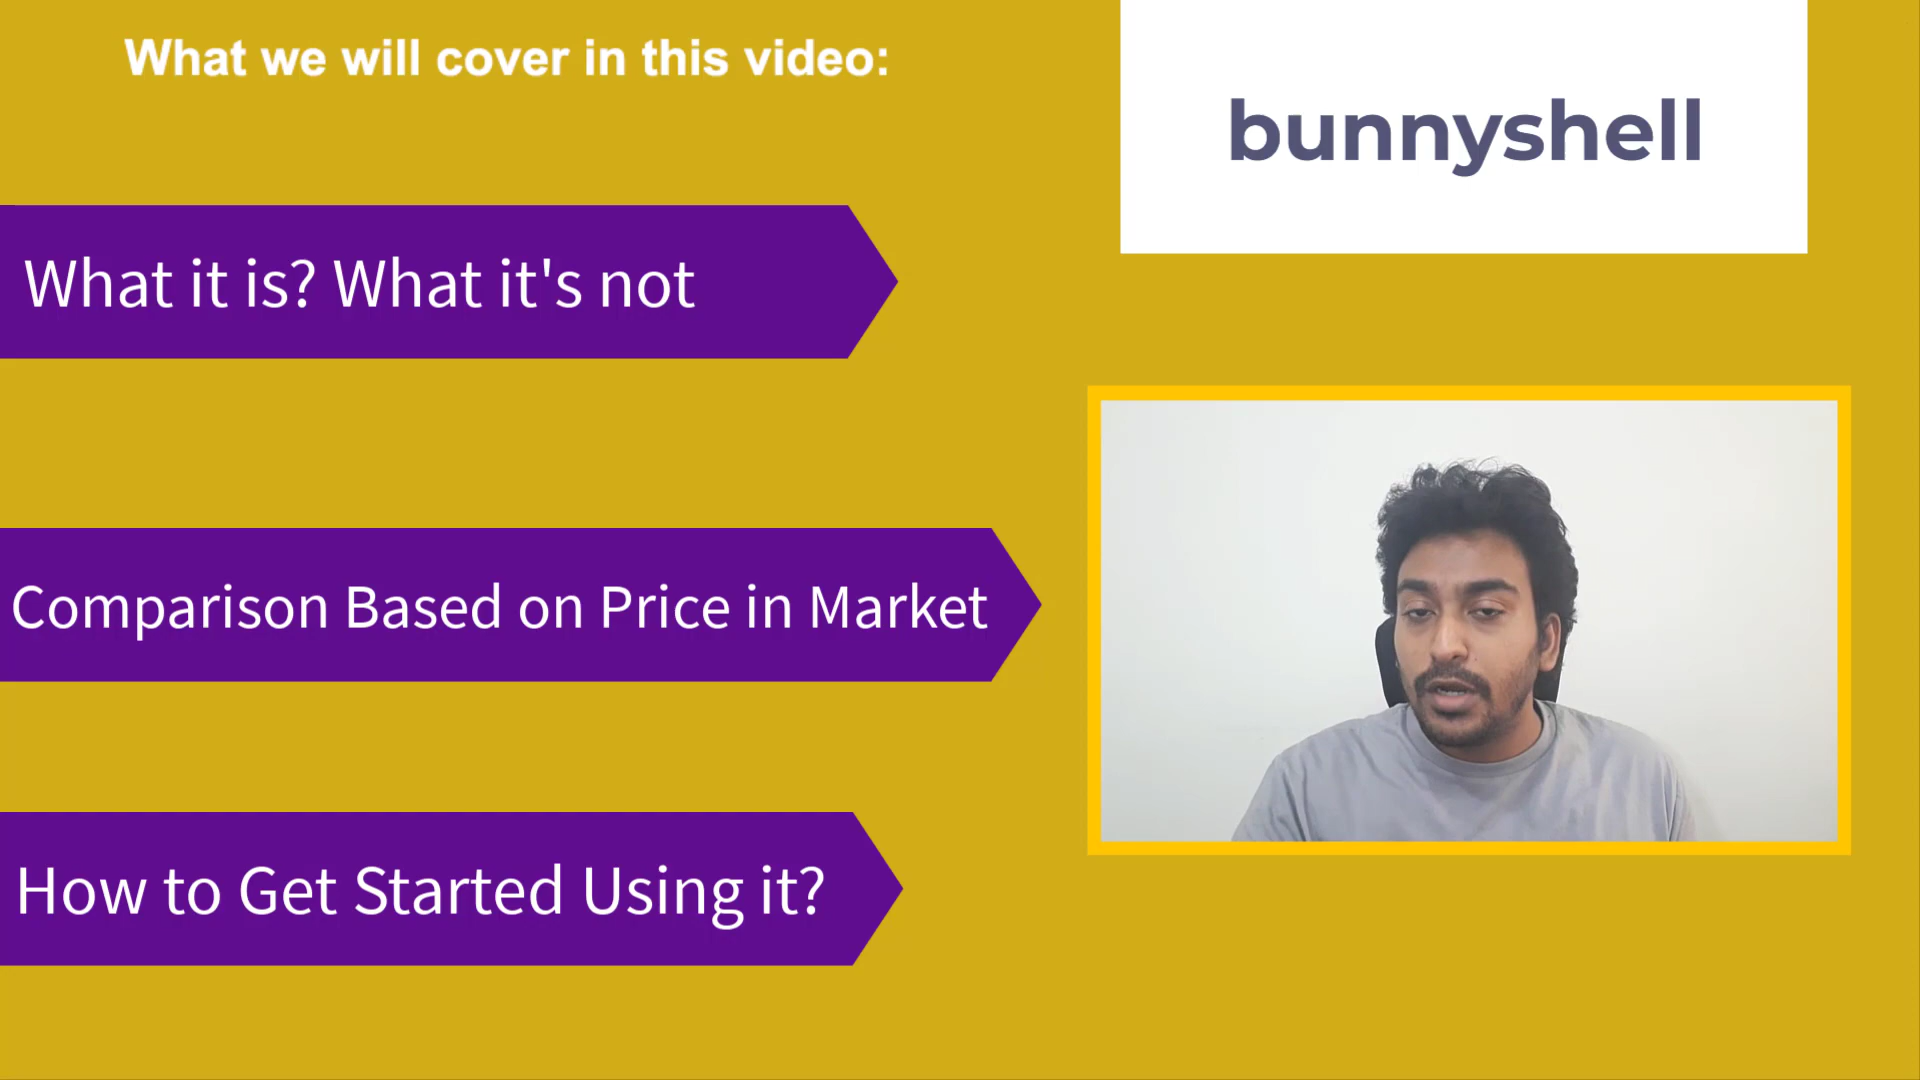 What we will cover in this video:
bunnyshell
What it is? What it's not
Comparison Based on Price in Market
How to Get Started Using it?